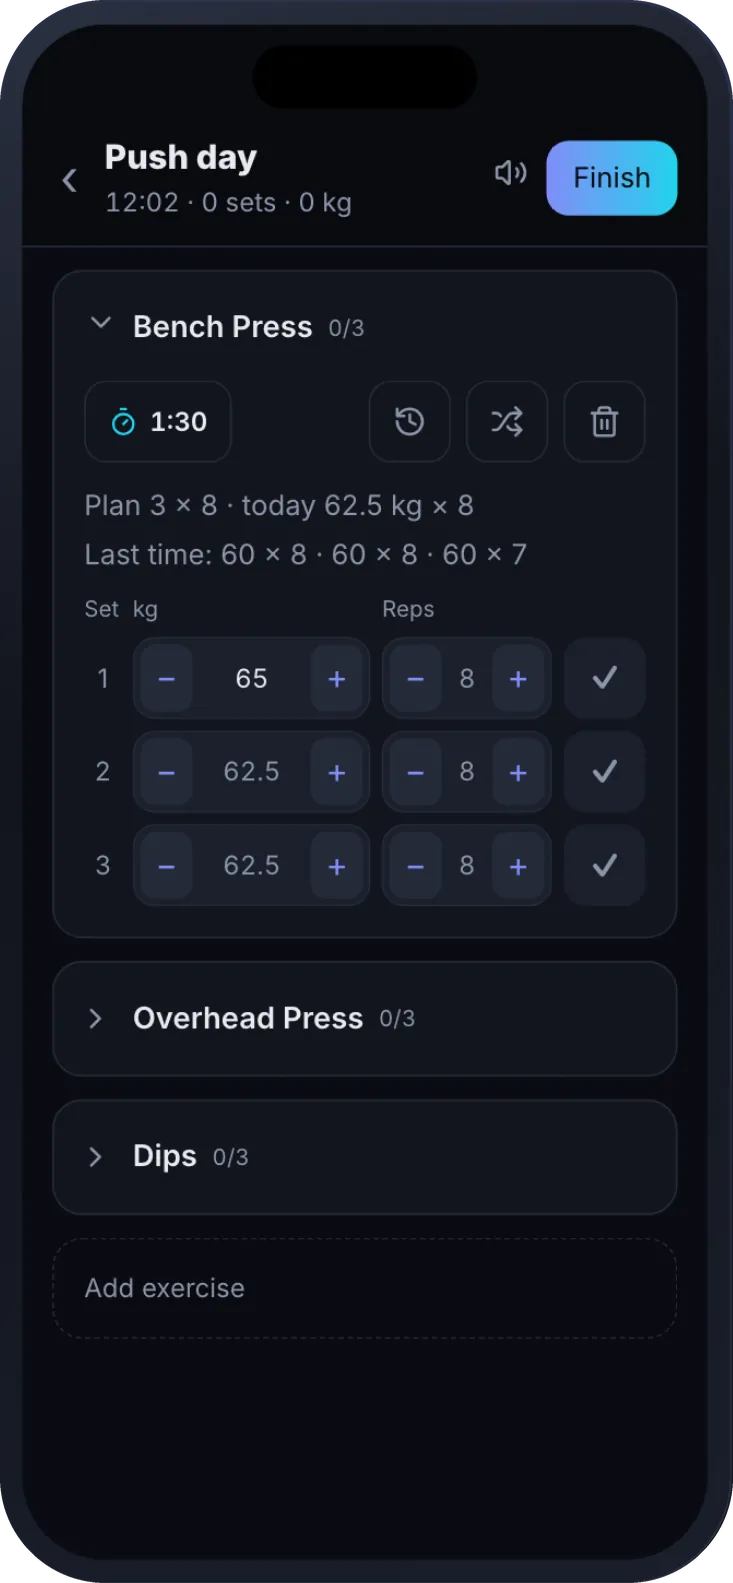 Push day
12:02 · 0 sets · 0 kg
Finish
Bench Press 0/3
1:30
Plan 3 × 8 · today 62.5 kg × 8
Last time: 60 × 8 · 60 × 8 · 60 × 7
Set kg Reps
1 − 65 + − 8 +
2 − 62.5 + − 8 +
3 − 62.5 + − 8 +
Overhead Press 0/3
Dips 0/3
Add exercise